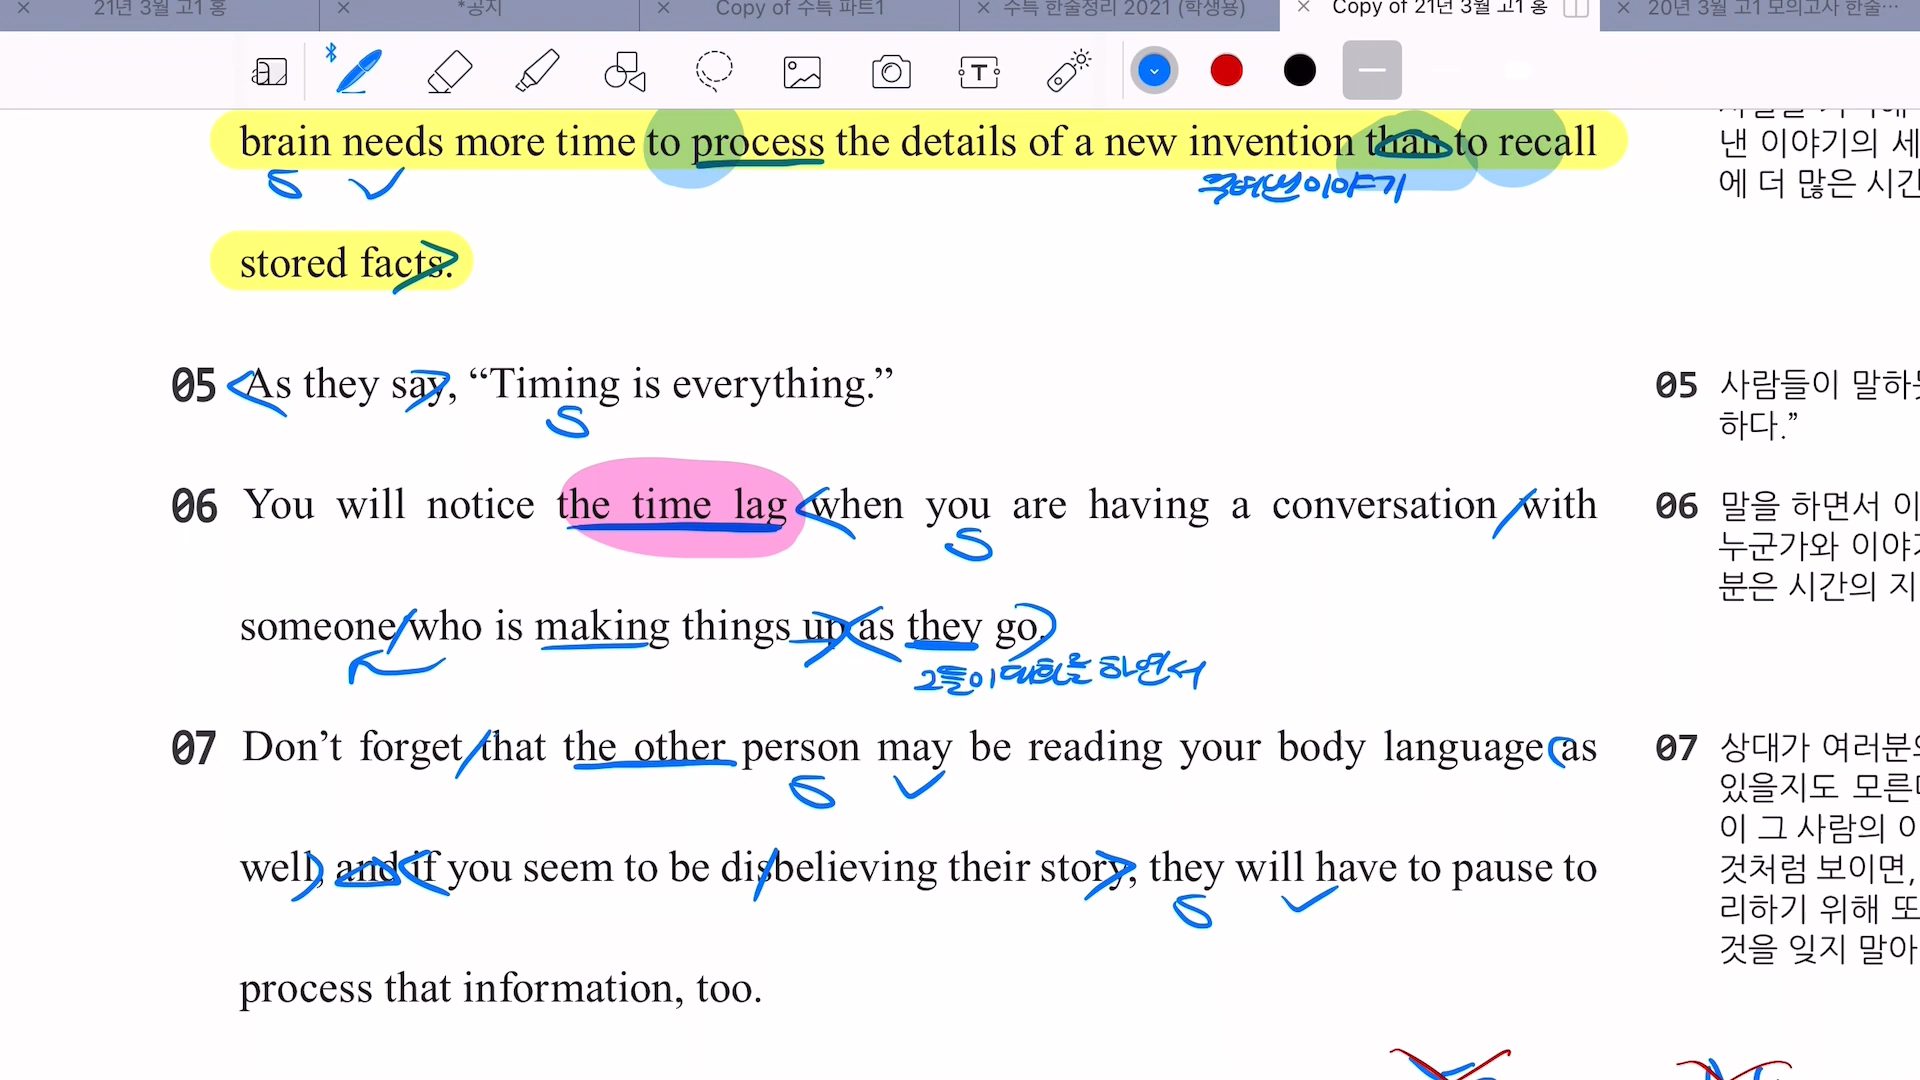 21년 3월 고1 홍
*공지
Copy of 수특 파트1
수특 한술정리 2021 (학생용)
Copy of 21년 3월 고1 홍
20년 3월 고1 모의고사 한술…
brain needs more time to process the details of a new invention than to recall
꾸며낸이야기
stored facts.
낸 이야기의 세
에 더 많은 시간
05 As they say, “Timing is everything.”
S
05 사람들이 말하듯
하다.”
06 You will notice the time lag when you are having a conversation with
S
someone who is making things up as they go.
그들이 대화를 하면서
06 말을 하면서 이
누군가와 이야기
분은 시간의 지
07 Don’t forget that the other person may be reading your body language as
S
well, and if you seem to be disbelieving their story, they will have to pause to
S
process that information, too.
07 상대가 여러분의
있을지도 모른다
이 그 사람의 이
것처럼 보이면,
리하기 위해 또
것을 잊지 말아